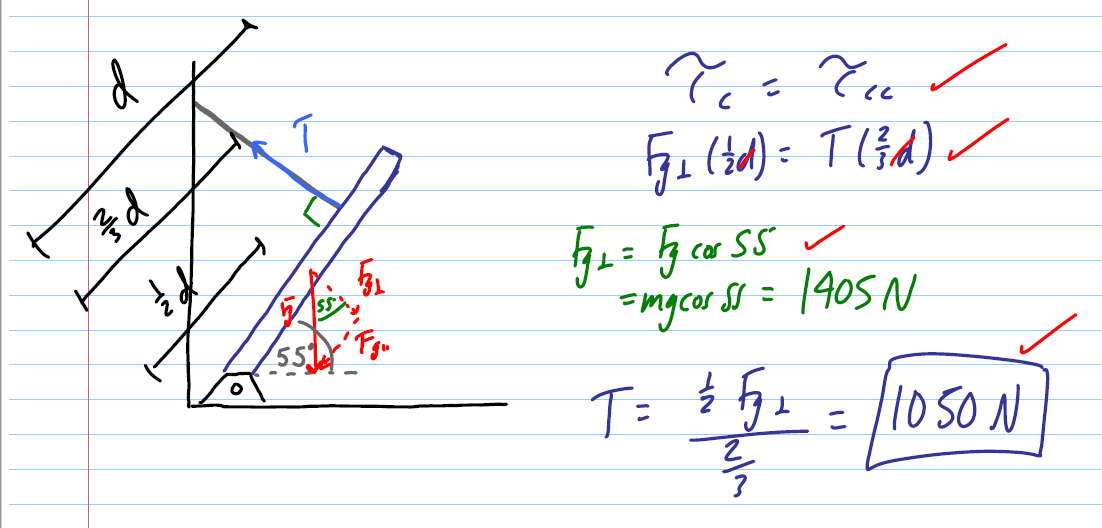 d
2/3 d
1/2 d
T
Fg
55
Fg⊥
Fg∥
55°
τc = τcc ✓
Fg⊥ (1/2 d) = T (2/3 d) ✓
Fg⊥ = Fg cos 55 ✓
= mg cos 55 = 1405 N
T = 1/2 Fg⊥ / 2/3 = 1050 N ✓